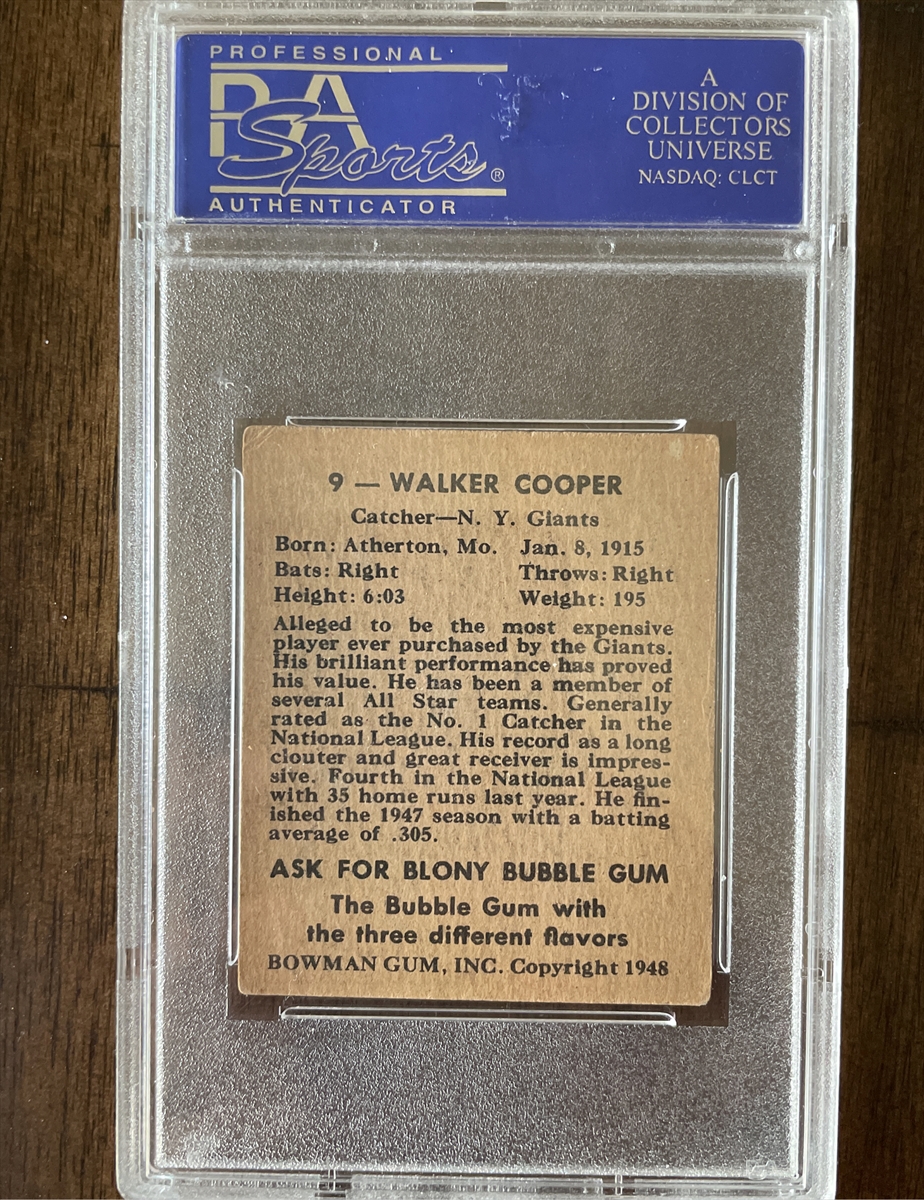 PROFESSIONAL
PSA
Sports®
AUTHENTICATOR
A
DIVISION OF
COLLECTORS
UNIVERSE
NASDAQ: CLCT
9 — WALKER COOPER
Catcher—N. Y. Giants
Born: Atherton, Mo. Jan. 8, 1915
Bats: Right Throws: Right
Height: 6:03 Weight: 195
Alleged to be the most expensive
player ever purchased by the Giants.
His brilliant performance has proved
his value. He has been a member of
several All Star teams. Generally
rated as the No. 1 Catcher in the
National League. His record as a long
clouter and great receiver is impres-
sive. Fourth in the National League
with 35 home runs last year. He fin-
ished the 1947 season with a batting
average of .305.
ASK FOR BLONY BUBBLE GUM
The Bubble Gum with
the three different flavors
BOWMAN GUM, INC. Copyright 1948